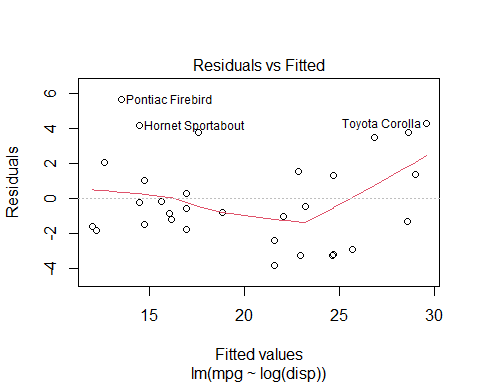 Residuals vs Fitted
6
Pontiac Firebird
4
Hornet Sportabout
Toyota Corolla
2
0
-2
-4
Residuals
15
20
25
30
Fitted values
lm(mpg ~ log(disp))